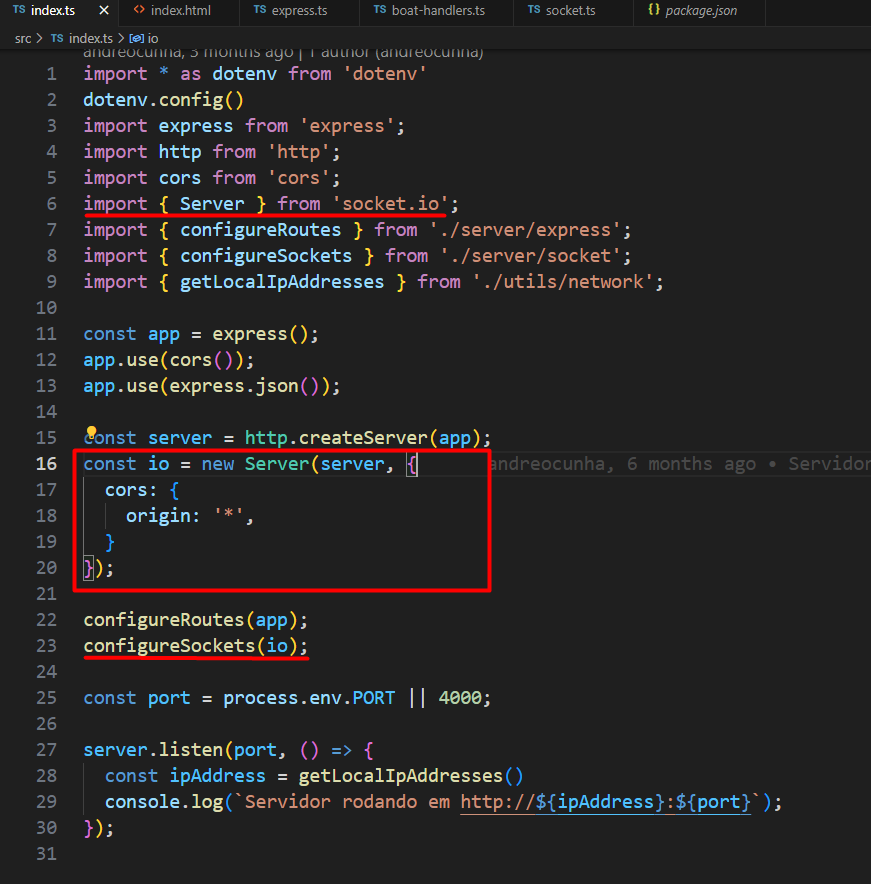 TS index.ts × <> index.html TS express.ts TS boat-handlers.ts TS socket.ts {} package.json
src > TS index.ts > io
andreocunha, 3 months ago | 1 author (andreocunha)
1 import * as dotenv from 'dotenv'
2 dotenv.config()
3 import express from 'express';
4 import http from 'http';
5 import cors from 'cors';
6 import { Server } from 'socket.io';
7 import { configureRoutes } from './server/express';
8 import { configureSockets } from './server/socket';
9 import { getLocalIpAddresses } from './utils/network';
10
11 const app = express();
12 app.use(cors());
13 app.use(express.json());
14
15 const server = http.createServer(app);
16 const io = new Server(server, { andreocunha, 6 months ago • Servidor
17 cors: {
18 origin: '*',
19 }
20 });
21
22 configureRoutes(app);
23 configureSockets(io);
24
25 const port = process.env.PORT || 4000;
26
27 server.listen(port, () => {
28 const ipAddress = getLocalIpAddresses()
29 console.log(`Servidor rodando em http://${ipAddress}:${port}`);
30 });
31